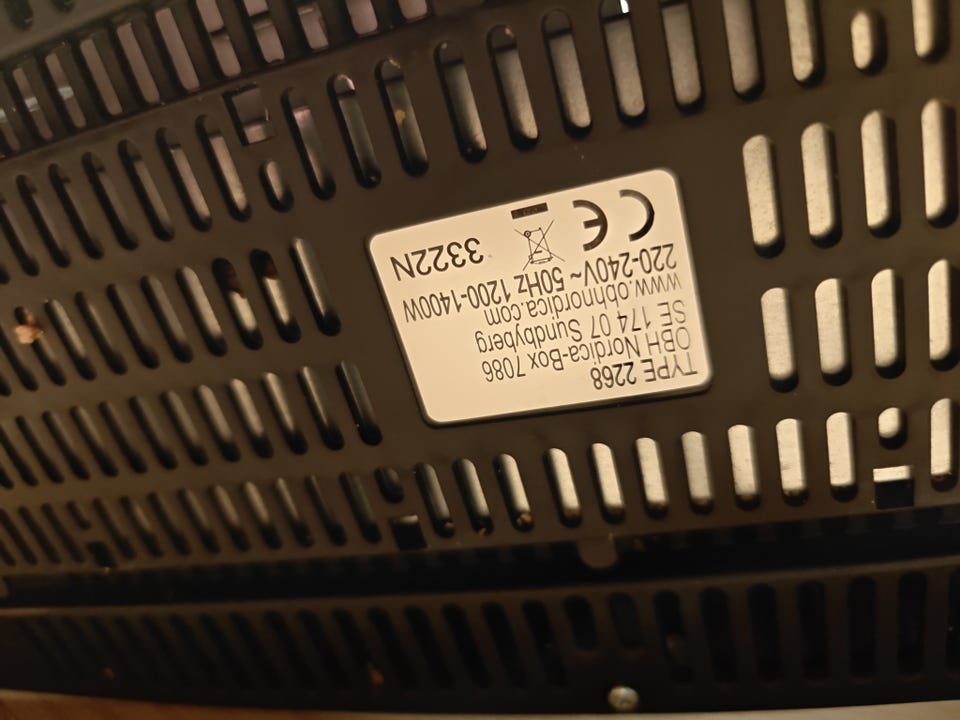 TYPE 2268
OBH Nordica-Box 7086
SE 174 07 Sundbyberg
www.obhnordica.com
220-240V~ 50Hz 1200-1400W
CE
3322N